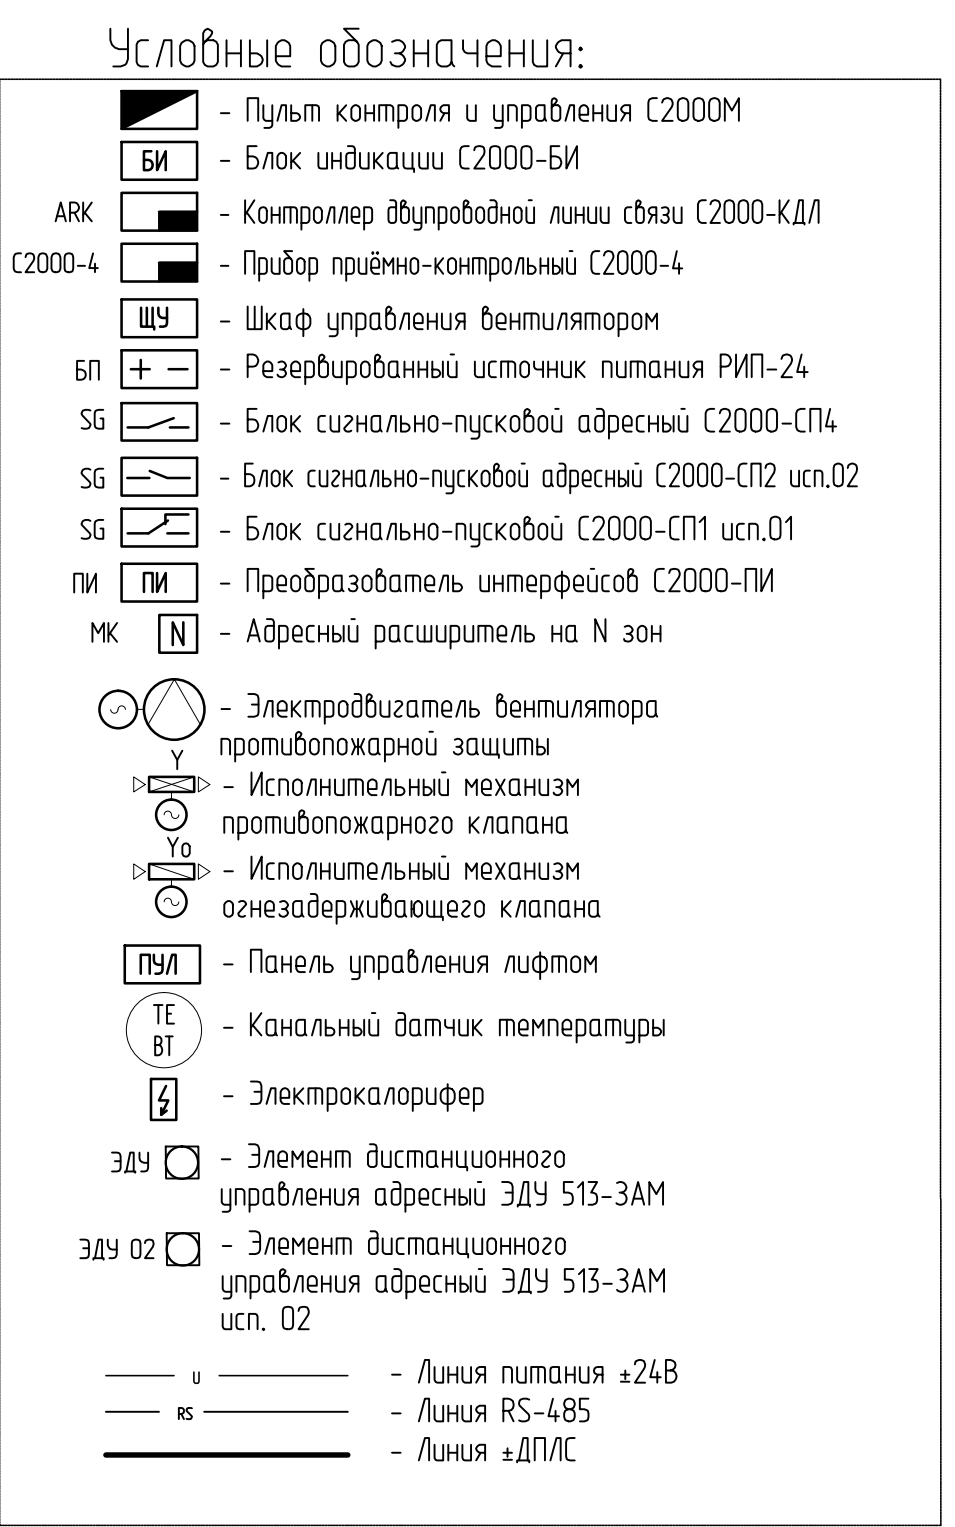 Условные обозначения:
- Пульт контроля и управления С2000М
БИ - Блок индикации С2000-БИ
ARK - Контроллер двупроводной линии связи С2000-КДЛ
С2000-4 - Прибор приёмно-контрольный С2000-4
ЩУ - Шкаф управления вентилятором
БП + - - Резервированный источник питания РИП-24
SG - Блок сигнально-пусковой адресный С2000-СП4
SG - Блок сигнально-пусковой адресный С2000-СП2 исп.02
SG - Блок сигнально-пусковой С2000-СП1 исп.01
ПИ ПИ - Преобразователь интерфейсов С2000-ПИ
МК N - Адресный расширитель на N зон
- Электродвигатель вентилятора
противопожарной защиты
Y
- Исполнительный механизм
противопожарного клапана
Yo
- Исполнительный механизм
огнезадерживающего клапана
ПУЛ - Панель управления лифтом
TE
BT
- Канальный датчик температуры
- Электрокалорифер
ЭДУ - Элемент дистанционного
управления адресный ЭДУ 513-3АМ
ЭДУ 02 - Элемент дистанционного
управления адресный ЭДУ 513-3АМ
исп. 02
U - Линия питания ±24В
RS - Линия RS-485
- Линия ±ДПЛС